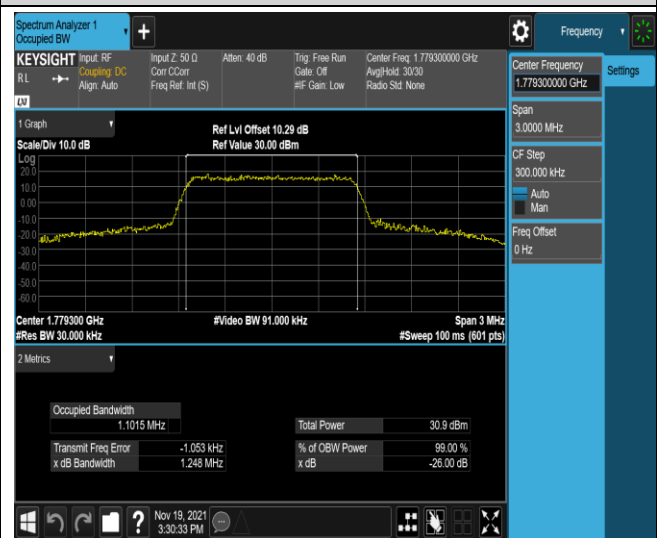 Spectrum Analyzer 1
Occupied BW
+
Frequency
KEYSIGHT Input: RF Input Z: 50 Ω Atten: 40 dB Trig: Free Run Center Freq: 1.779300000 GHz
RL Coupling: DC Corr CCorr Gate: Off Avg|Hold: 30/30
Align: Auto Freq Ref: Int (S) #IF Gain: Low Radio Std: None
LXI
Center Frequency
1.779300000 GHz
Settings
Span
3.0000 MHz
CF Step
300.000 kHz
Auto
Man
Freq Offset
0 Hz
1 Graph
Ref Lvl Offset 10.29 dB
Scale/Div 10.0 dB Ref Value 30.00 dBm
Log
20.0
10.0
0.00
-10.0
-20.0
-30.0
-40.0
-50.0
-60.0
Center 1.779300 GHz #Video BW 91.000 kHz Span 3 MHz
#Res BW 30.000 kHz #Sweep 100 ms (601 pts)
2 Metrics
Occupied Bandwidth
1.1015 MHz Total Power 30.9 dBm
Transmit Freq Error -1.053 kHz % of OBW Power 99.00 %
x dB Bandwidth 1.248 MHz x dB -26.00 dB
? Nov 19, 2021
3:30:33 PM